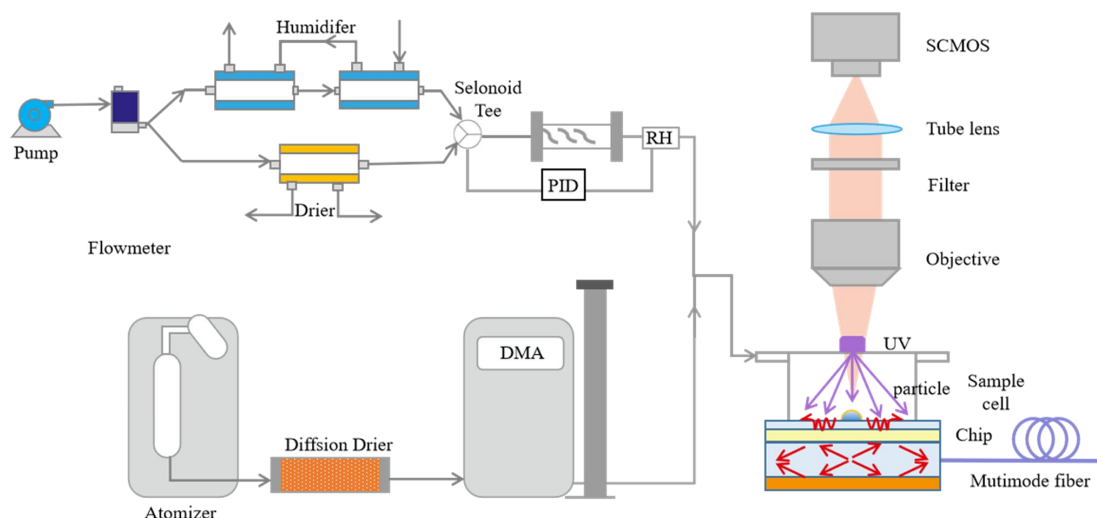 Humidifer
SCMOS
Selonoid
Tee
Tube lens
Pump
RH
PID
Filter
Drier
Flowmeter
Objective
UV
DMA
particle
Sample
cell
Diffsion Drier
Chip
Mutimode fiber
Atomizer